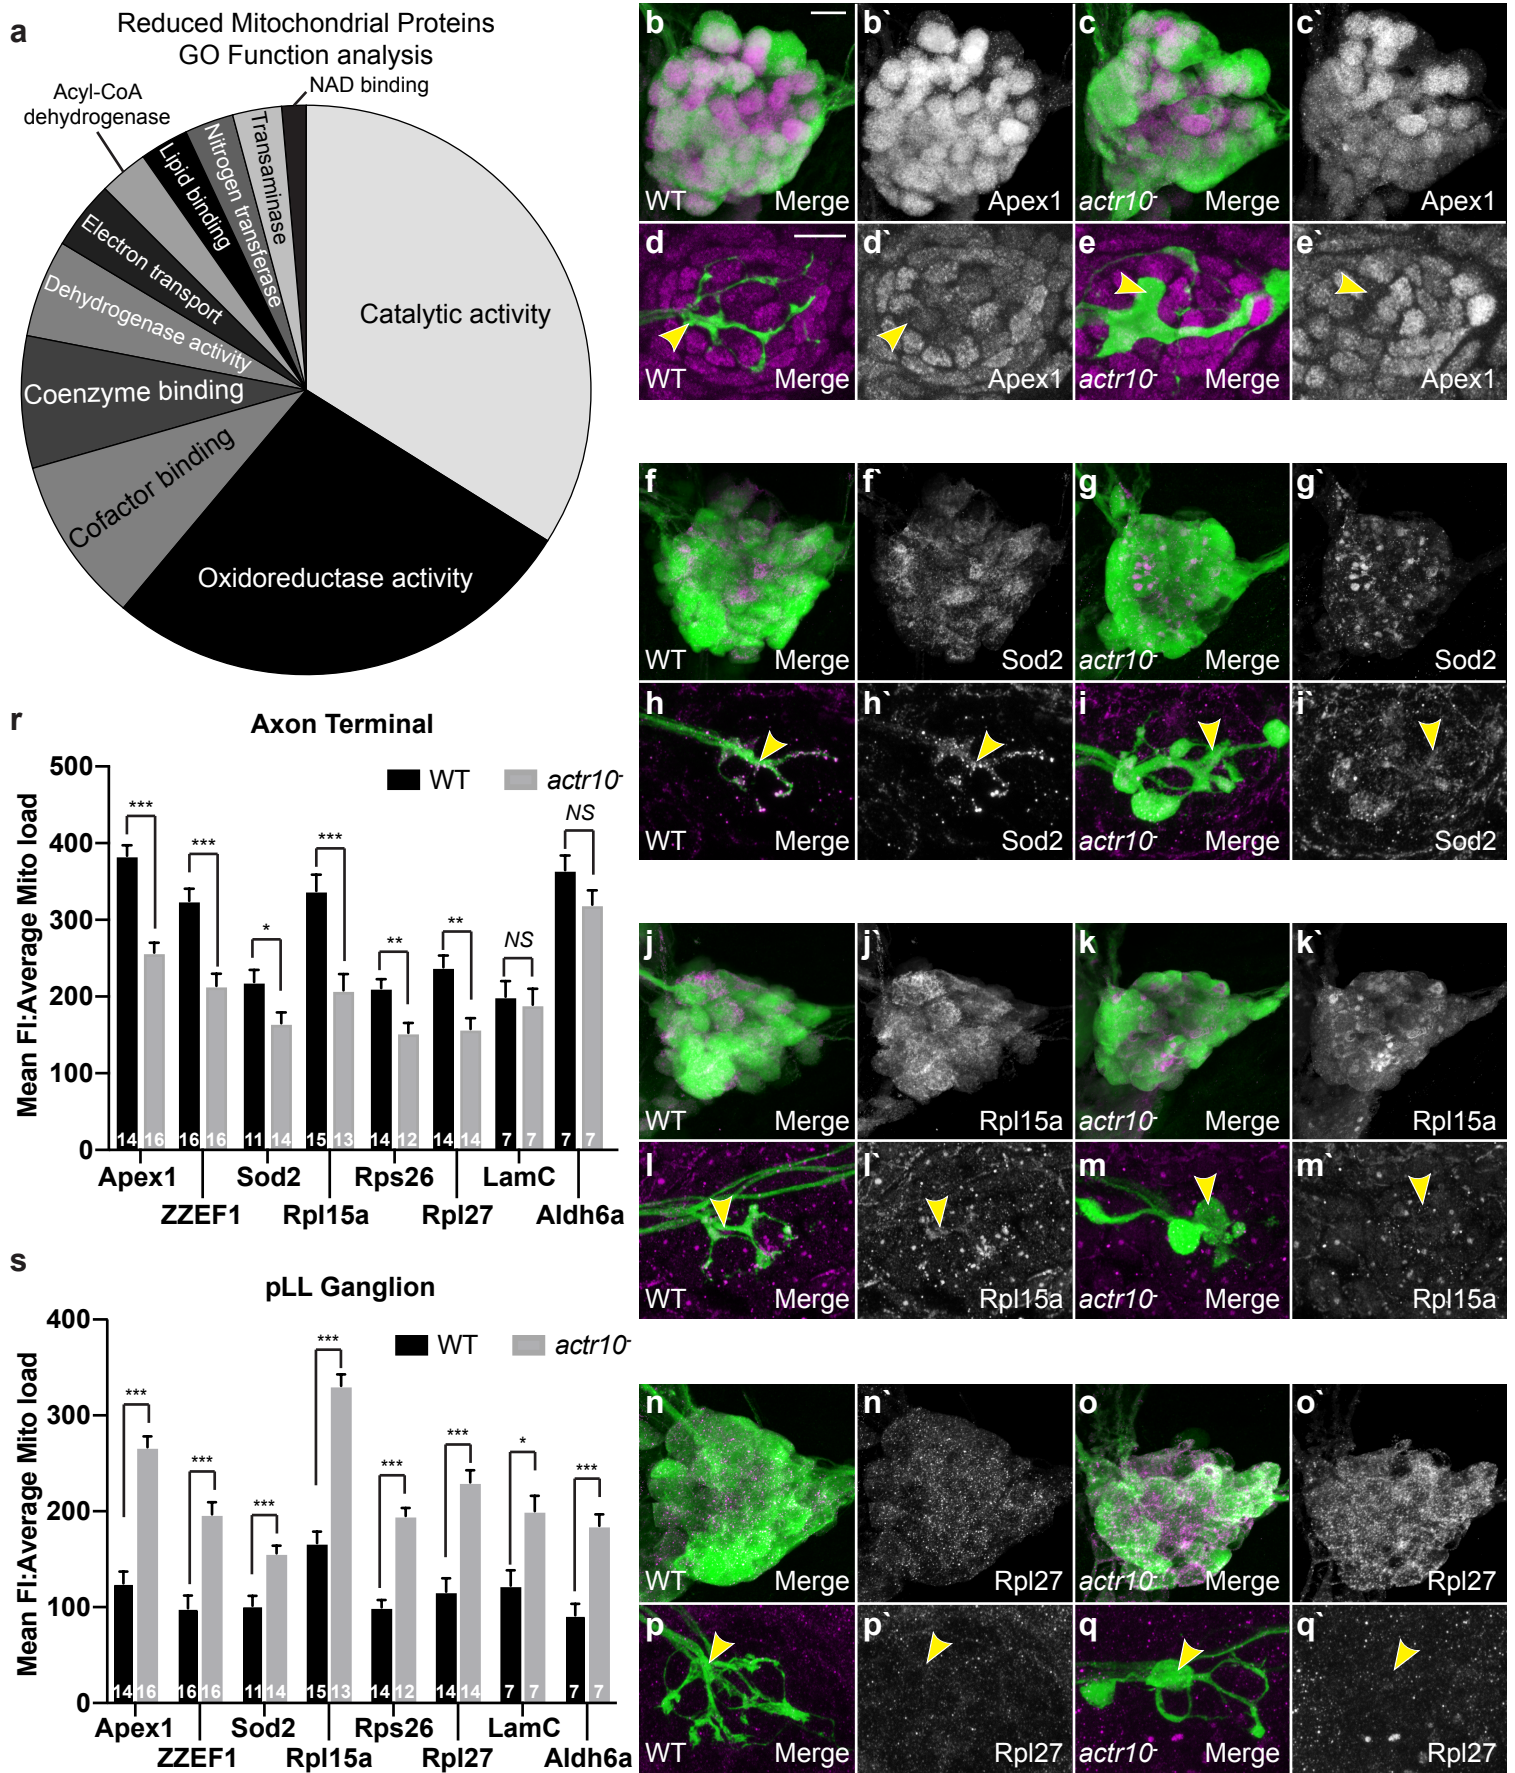 a
Reduced Mitochondrial Proteins
GO Function analysis
NAD binding
Acyl-CoA
dehydrogenase
Transaminase
Nitrogen transferase
Lipid binding
Electron transport
Dehydrogenase activity
Coenzyme binding
Cofactor binding
Oxidoreductase activity
Catalytic activity
b
WT Merge
b`
Apex1
c
actr10- Merge
c`
Apex1
d
WT Merge
d`
Apex1
e
actr10- Merge
e`
Apex1
f
WT Merge
f`
Sod2
g
actr10- Merge
g`
Sod2
h
WT Merge
h`
Sod2
i
actr10- Merge
i`
Sod2
j
WT Merge
j`
Rpl15a
k
actr10- Merge
k`
Rpl15a
l
WT Merge
l`
Rpl15a
m
actr10- Merge
m`
Rpl15a
n
WT Merge
n`
Rpl27
o
actr10- Merge
o`
Rpl27
p
WT Merge
p`
Rpl27
q
actr10- Merge
q`
Rpl27
r
Axon Terminal
WT actr10-
Mean FI:Average Mito load
500
400
300
200
100
0
*** *** * *** ** ** NS NS
14 16 16 16 11 14 15 13 14 12 14 14 7 7 7 7
Apex1 Sod2 Rps26 LamC
ZZEF1 Rpl15a Rpl27 Aldh6a
s
pLL Ganglion
WT actr10-
Mean FI:Average Mito load
400
300
200
100
0
*** *** *** *** *** *** * ***
14 16 16 16 11 14 15 13 14 12 14 14 7 7 7 7
Apex1 Sod2 Rps26 LamC
ZZEF1 Rpl15a Rpl27 Aldh6a